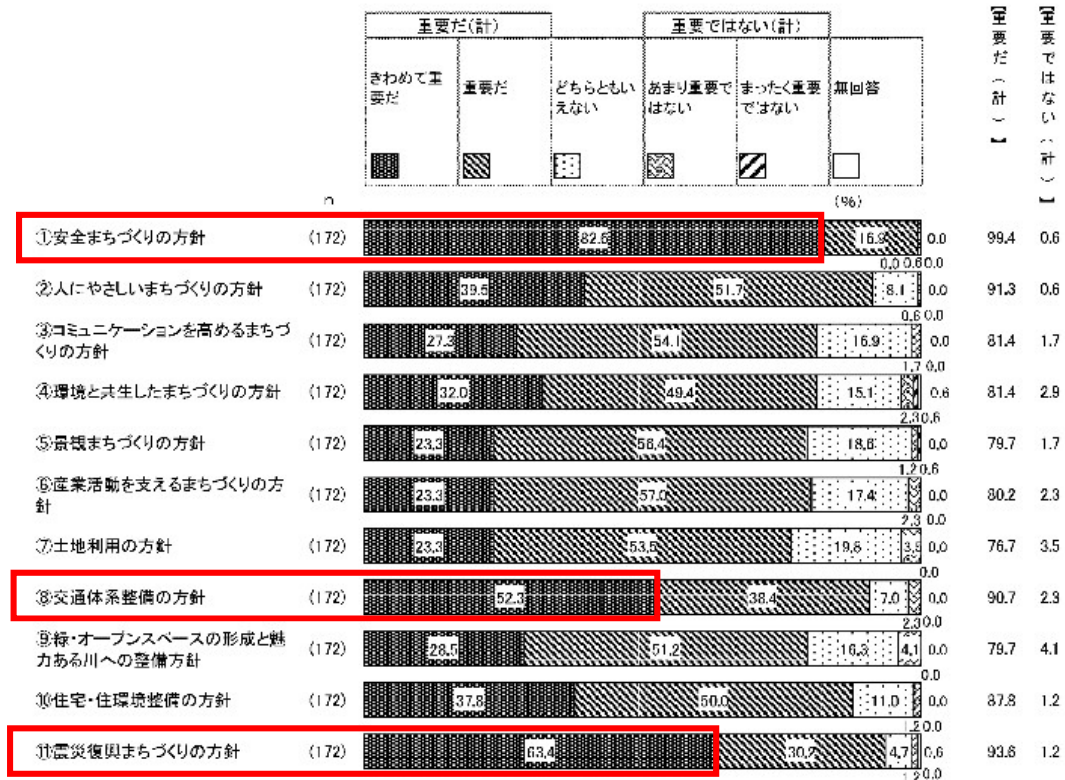 重要だ(計) 重要ではない(計)
【重要だ(計)】
【重要ではない(計)】
きわめて重要だ 重要だ どちらともいえない あまり重要ではない まったく重要ではない 無回答
n (%)
①安全まちづくりの方針 (172) 16.9 0.0 99.4 0.6
0.0 0.6 0.0
②人にやさしいまちづくりの方針 (172) 39.5 51.7 8.1 0.0 91.3 0.6
0.6 0.0
③コミュニケーションを高めるまちづ
くりの方針 (172) 27.3 54.1 16.9 0.0 81.4 1.7
1.7 0.0
④環境と共生したまちづくりの方針 (172) 32.0 49.4 15.1 0.6 81.4 2.9
2.3 0.6
⑤景観まちづくりの方針 (172) 23.3 56.4 18.6 0.0 79.7 1.7
1.2 0.6
⑥産業活動を支えるまちづくりの方
針 (172) 23.3 57.0 17.4 0.0 80.2 2.3
2.3 0.0
⑦土地利用の方針 (172) 23.3 53.5 19.8 3.5 0.0 76.7 3.5
0.0
⑧交通体系整備の方針 (172) 52.3 38.4 7.0 0.0 90.7 2.3
2.3 0.0
⑨緑・オープンスペースの形成と魅
力ある川への整備方針 (172) 28.5 51.2 16.3 4.1 0.0 79.7 4.1
0.0
⑩住宅・住環境整備の方針 (172) 37.8 50.0 11.0 0.0 87.8 1.2
1.2 0.0
⑪震災復興まちづくりの方針 (172) 63.4 30.2 4.7 0.6 93.6 1.2
1.2 0.0